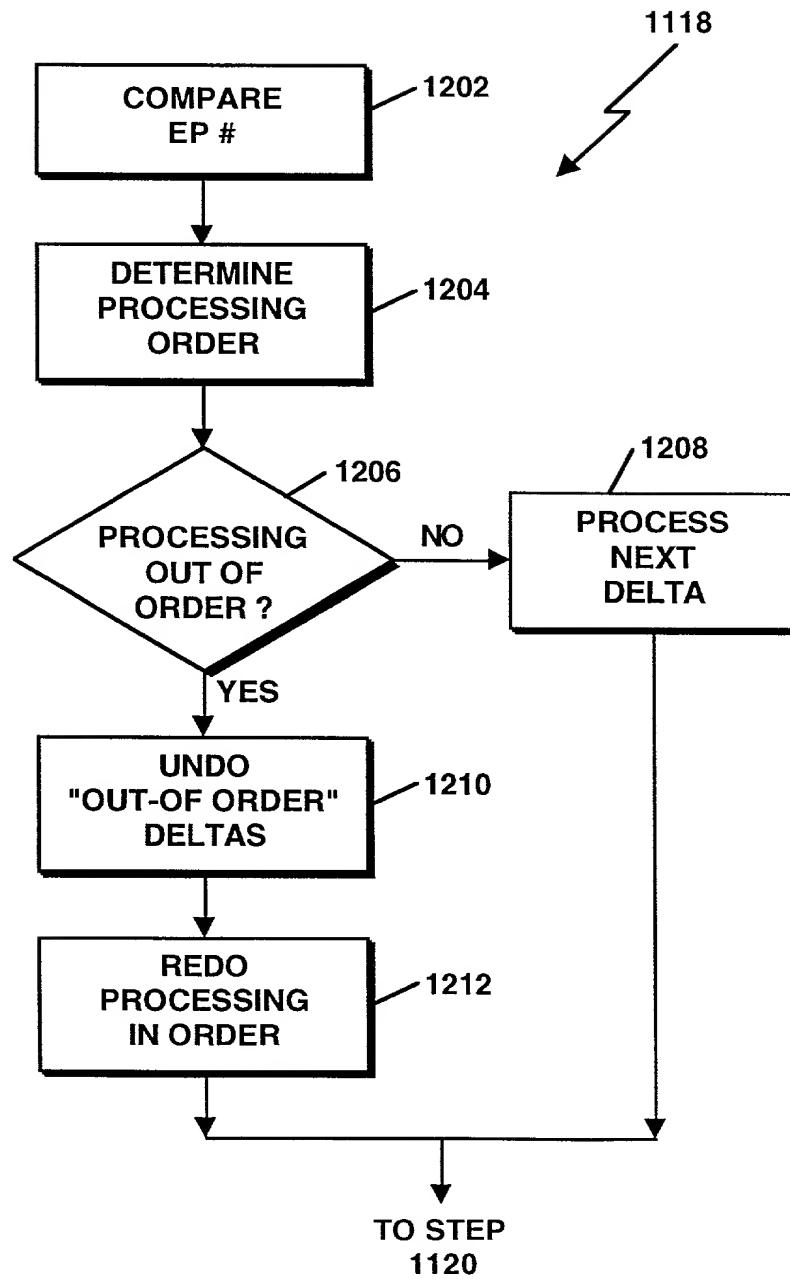 1118
COMPARE
EP #
1202
DETERMINE
PROCESSING
ORDER
1204
1206
PROCESSING
OUT OF
ORDER ?
NO
1208
PROCESS
NEXT
DELTA
YES
UNDO
"OUT-OF ORDER"
DELTAS
1210
REDO
PROCESSING
IN ORDER
1212
TO STEP
1120